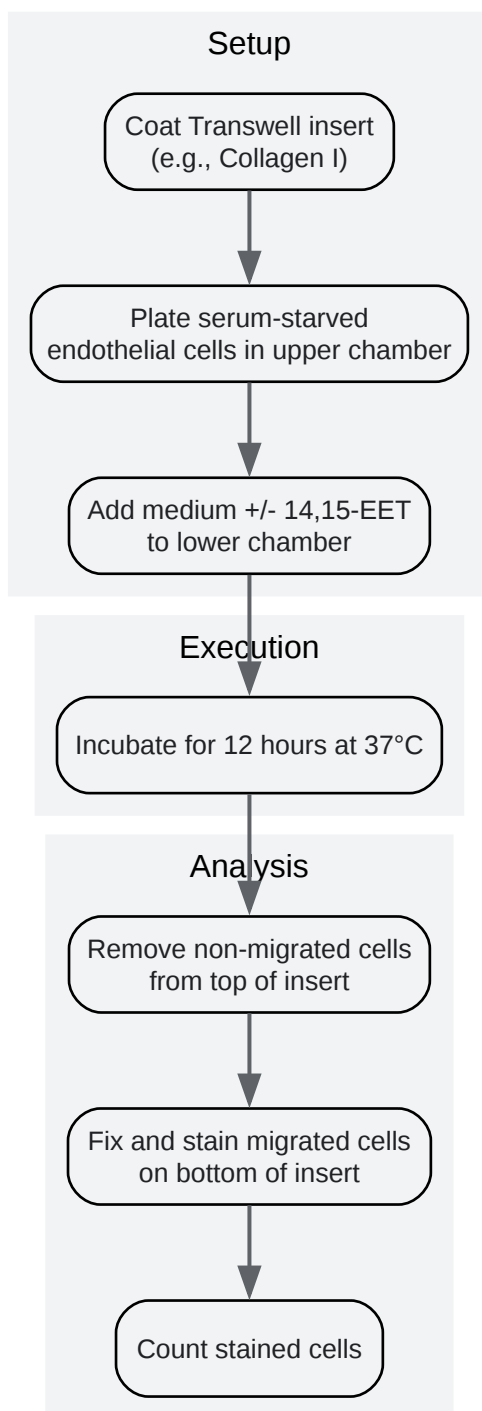 Setup
Coat Transwell insert
(e.g., Collagen I)
Plate serum-starved
endothelial cells in upper chamber
Add medium +/- 14,15-EET
to lower chamber
Execution
Incubate for 12 hours at 37°C
Analysis
Remove non-migrated cells
from top of insert
Fix and stain migrated cells
on bottom of insert
Count stained cells